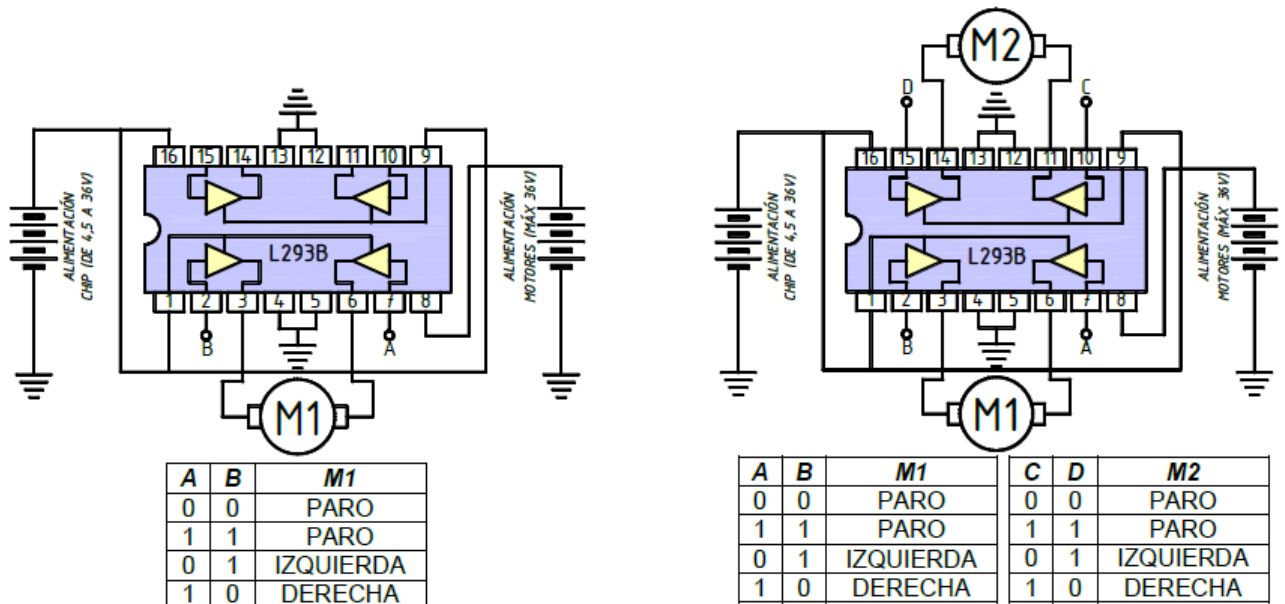 16 15 14 13 12 11 10 9
ALIMENTACIÓN
CHIP (DE 4,5 A 36V)
L293B
ALIMENTACIÓN
MOTORES (MÁX 36V)
1 2 3 4 5 6 7 8
B A
M1
A B M1
0 0 PARO
1 1 PARO
0 1 IZQUIERDA
1 0 DERECHA
M2
D C
16 15 14 13 12 11 10 9
ALIMENTACIÓN
CHIP (DE 4,5 A 36V)
L293B
ALIMENTACIÓN
MOTORES (MÁX 36V)
1 2 3 4 5 6 7 8
B A
M1
A B M1 C D M2
0 0 PARO 0 0 PARO
1 1 PARO 1 1 PARO
0 1 IZQUIERDA 0 1 IZQUIERDA
1 0 DERECHA 1 0 DERECHA